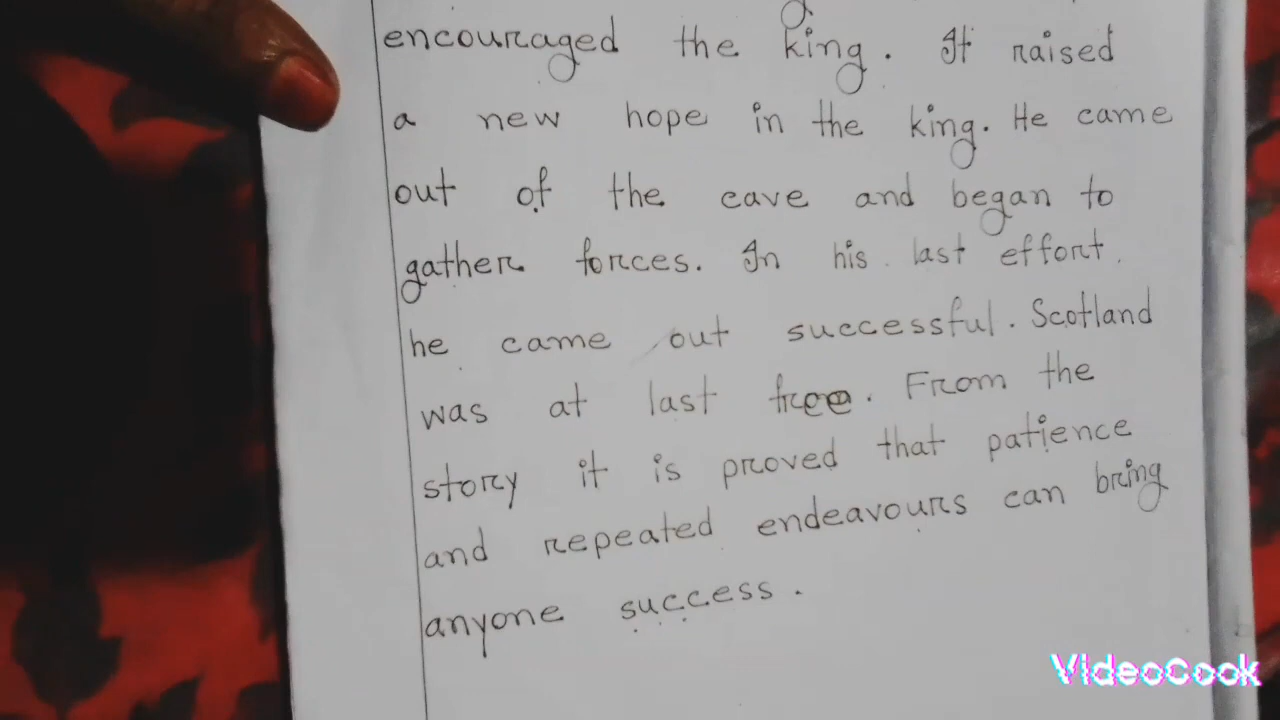 encouraged the king. It raised
a new hope in the king. He came
out of the cave and began to
gather forces. In his last effort
he came out successful. Scotland
was at last free. From the
story it is proved that patience
and repeated endeavours can bring
anyone success.
VideoCook